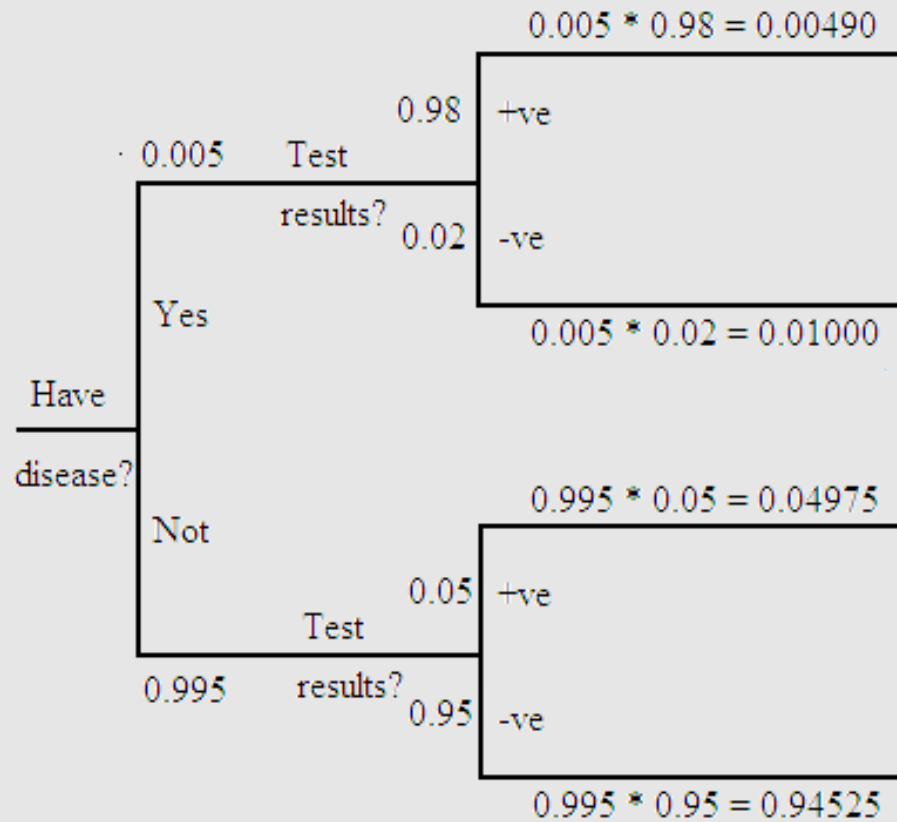 0.005 * 0.98 = 0.00490
0.98 +ve
0.005 Test
results?
0.02 -ve
Yes
0.005 * 0.02 = 0.01000
Have
disease?
0.995 * 0.05 = 0.04975
Not
0.05 +ve
Test
0.995 results?
0.95 -ve
0.995 * 0.95 = 0.94525